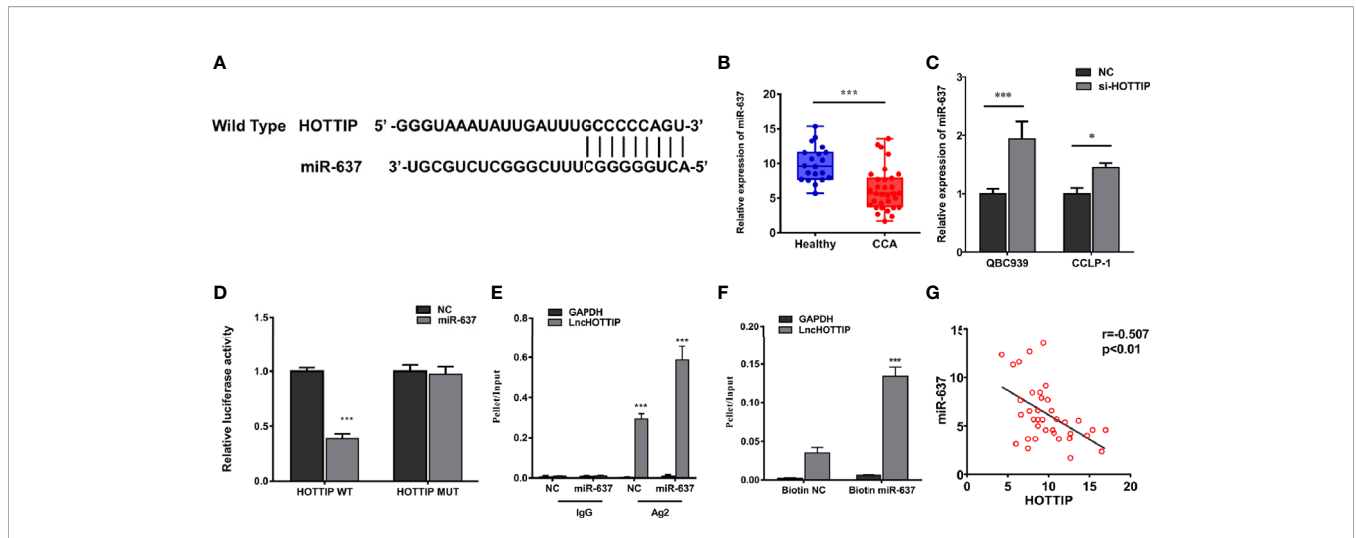 A
Wild Type HOTTIP 5' -GGGUAAAUAUUGAUUUGCCCCCAGU-3'
miR-637 3'-UGCGUCUCGGGCUUUCGGGGGUCA-5'
B
Relative expression of miR-637
20
15
10
5
0
***
Healthy CCA
C
NC
si-HOTTIP
Relative expression of miR-637
3
2
1
0
***
*
QBC939 CCLP-1
D
NC
miR-637
Relative luciferase activity
1.5
1.0
0.5
0.0
***
HOTTIP WT HOTTIP MUT
E
GAPDH
LncHOTTIP
Pellet/Input
0.8
0.6
0.4
0.2
0.0
***
***
NC miR-637 NC miR-637
IgG Ag2
F
GAPDH
LncHOTTIP
Pellet/Input
0.20
0.15
0.10
0.05
0.00
***
Biotin NC Biotin miR-637
G
r=-0.507
p<0.01
miR-637
15
10
5
0
0 5 10 15 20
HOTTIP